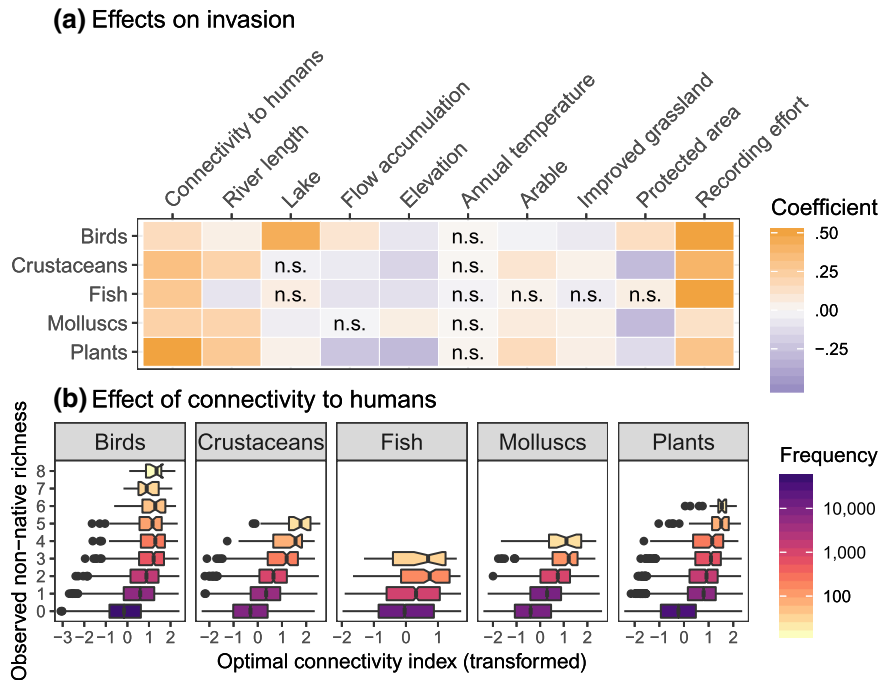 (a) Effects on invasion
Connectivity to humans
River length
Lake
Flow accumulation
Elevation
Annual temperature
Arable
Improved grassland
Protected area
Recording effort
Birds n.s.
Crustaceans n.s. n.s.
Fish n.s. n.s. n.s. n.s. n.s.
Molluscs n.s. n.s.
Plants n.s.
Coefficient
.50
.25
.00
−.25
(b) Effect of connectivity to humans
Observed non-native richness
Birds Crustaceans Fish Molluscs Plants
8
7
6
5
4
3
2
1
0
−3 −2 −1 0 1 2 −2 −1 0 1 2 −2 −1 0 1 −2 −1 0 1 2 −2 −1 0 1 2
Optimal connectivity index (transformed)
Frequency
10,000
1,000
100